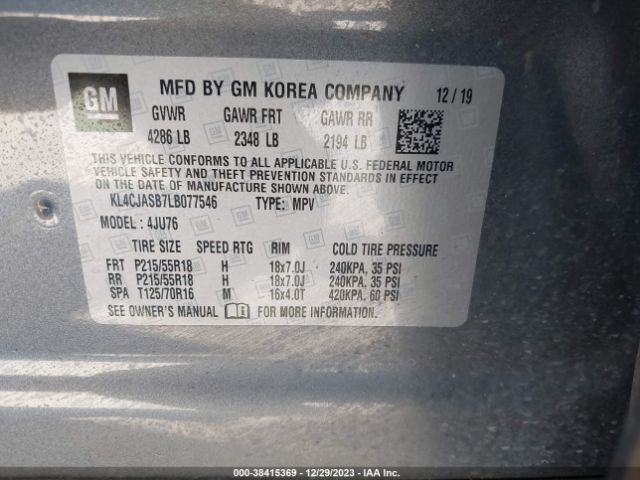 GM
MFD BY GM KOREA COMPANY 12 / 19
GVWR GAWR FRT GAWR RR
4286 LB 2348 LB 2194 LB
THIS VEHICLE CONFORMS TO ALL APPLICABLE U.S. FEDERAL MOTOR
VEHICLE SAFETY AND THEFT PREVENTION STANDARDS IN EFFECT
ON THE DATE OF MANUFACTURE SHOWN ABOVE.
KL4CJASB7LB077546 TYPE: MPV
MODEL: 4JU76
TIRE SIZE SPEED RTG RIM COLD TIRE PRESSURE
FRT P215/55R18 H 18x7.0J 240KPA, 35 PSI
RR P215/55R18 H 18x7.0J 240KPA, 35 PSI
SPA T125/70R16 M 16x4.0T 420KPA, 60 PSI
SEE OWNER'S MANUAL FOR MORE INFORMATION.
000-38415369 - 12/29/2023 - IAA Inc.